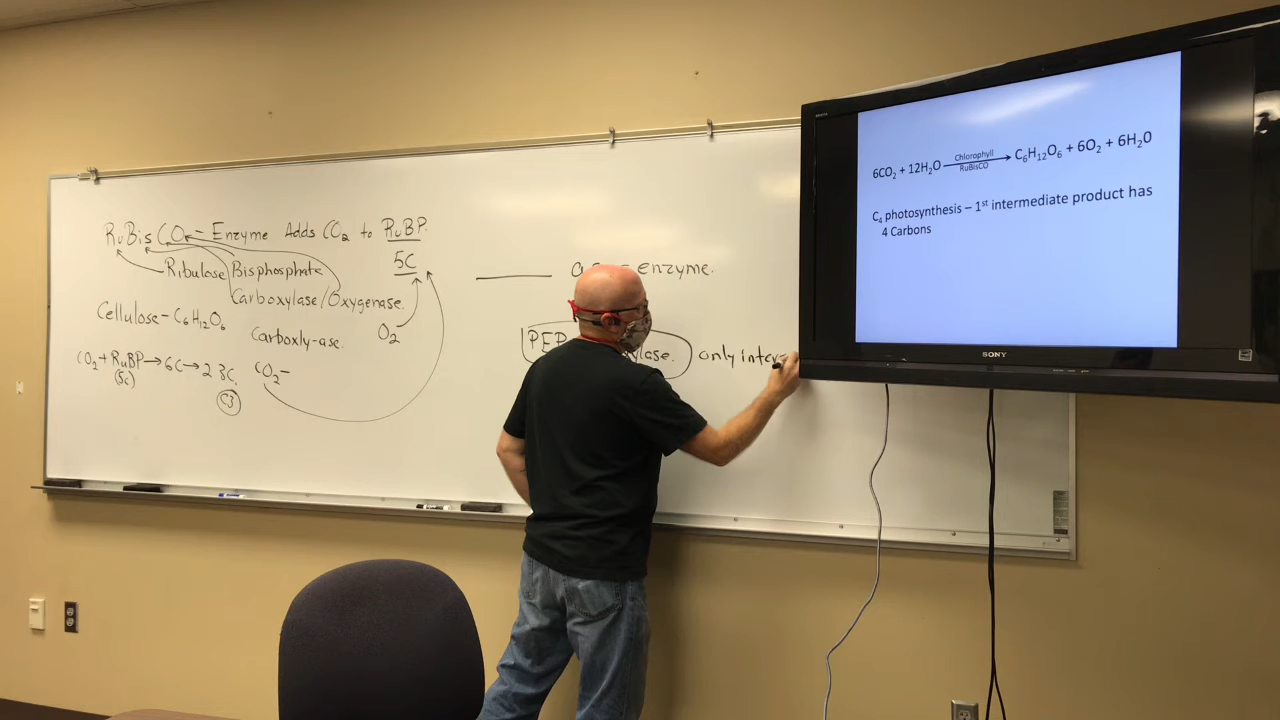 RuBisCO - Enzyme Adds CO2 to RuBP.
5C
Ribulose Bisphosphate
Carboxylase/Oxygenase.
Cellulose - C6H12O6
Carboxly-ase.
O2
CO2 + RuBP → 6C → 2 3C.
(5c)
C3
CO2 -
enzyme.
PEP
only inter
6CO2 + 12H2O Chlorophyll RuBisCO → C6H12O6 + 6O2 + 6H2O
C4 photosynthesis – 1st intermediate product has
4 Carbons
SONY